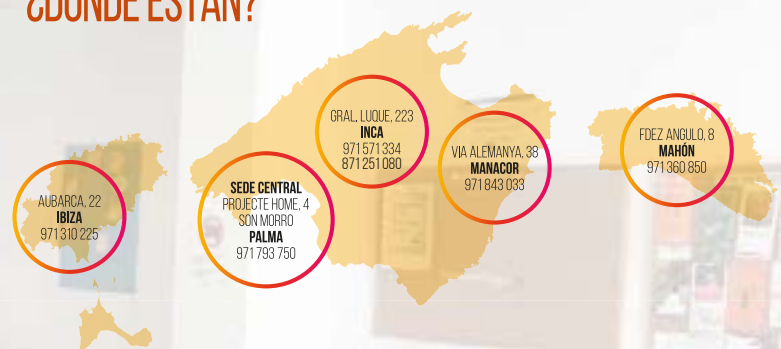 ¿DÓNDE ESTÁN?
GRAL. LUQUE, 223
INCA
971 571 334
871 251 080
VIA ALEMANYA, 38
MANACOR
971 843 033
FDEZ ANGULO, 8
MAHÓN
971 360 850
AUBARCA, 22
IBIZA
971 310 225
SEDE CENTRAL
PROJECTE HOME, 4
SON MORRO
PALMA
971 793 750